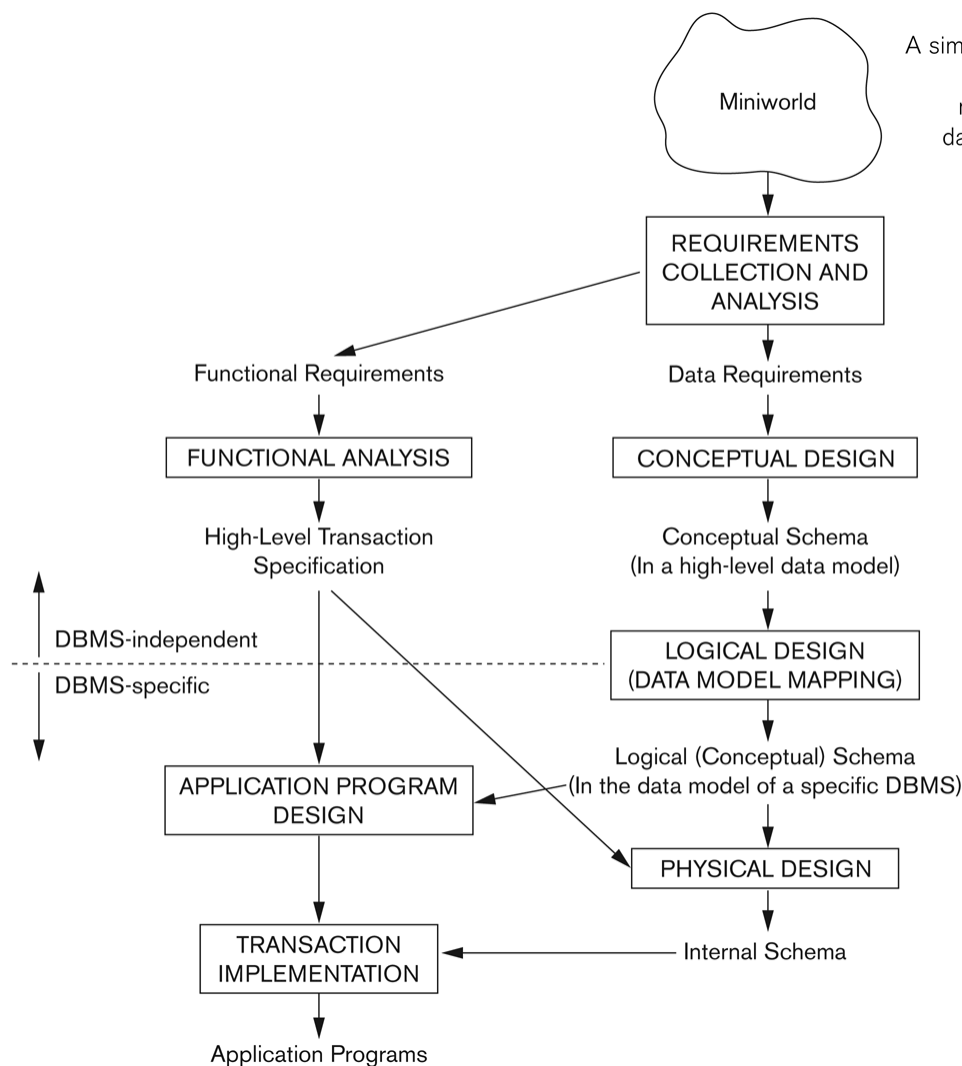 A sim
Miniworld
REQUIREMENTS
COLLECTION AND
ANALYSIS
Functional Requirements
Data Requirements
FUNCTIONAL ANALYSIS
CONCEPTUAL DESIGN
High-Level Transaction
Specification
Conceptual Schema
(In a high-level data model)
DBMS-independent
DBMS-specific
LOGICAL DESIGN
(DATA MODEL MAPPING)
Logical (Conceptual) Schema
(In the data model of a specific DBMS)
APPLICATION PROGRAM
DESIGN
PHYSICAL DESIGN
TRANSACTION
IMPLEMENTATION
Internal Schema
Application Programs